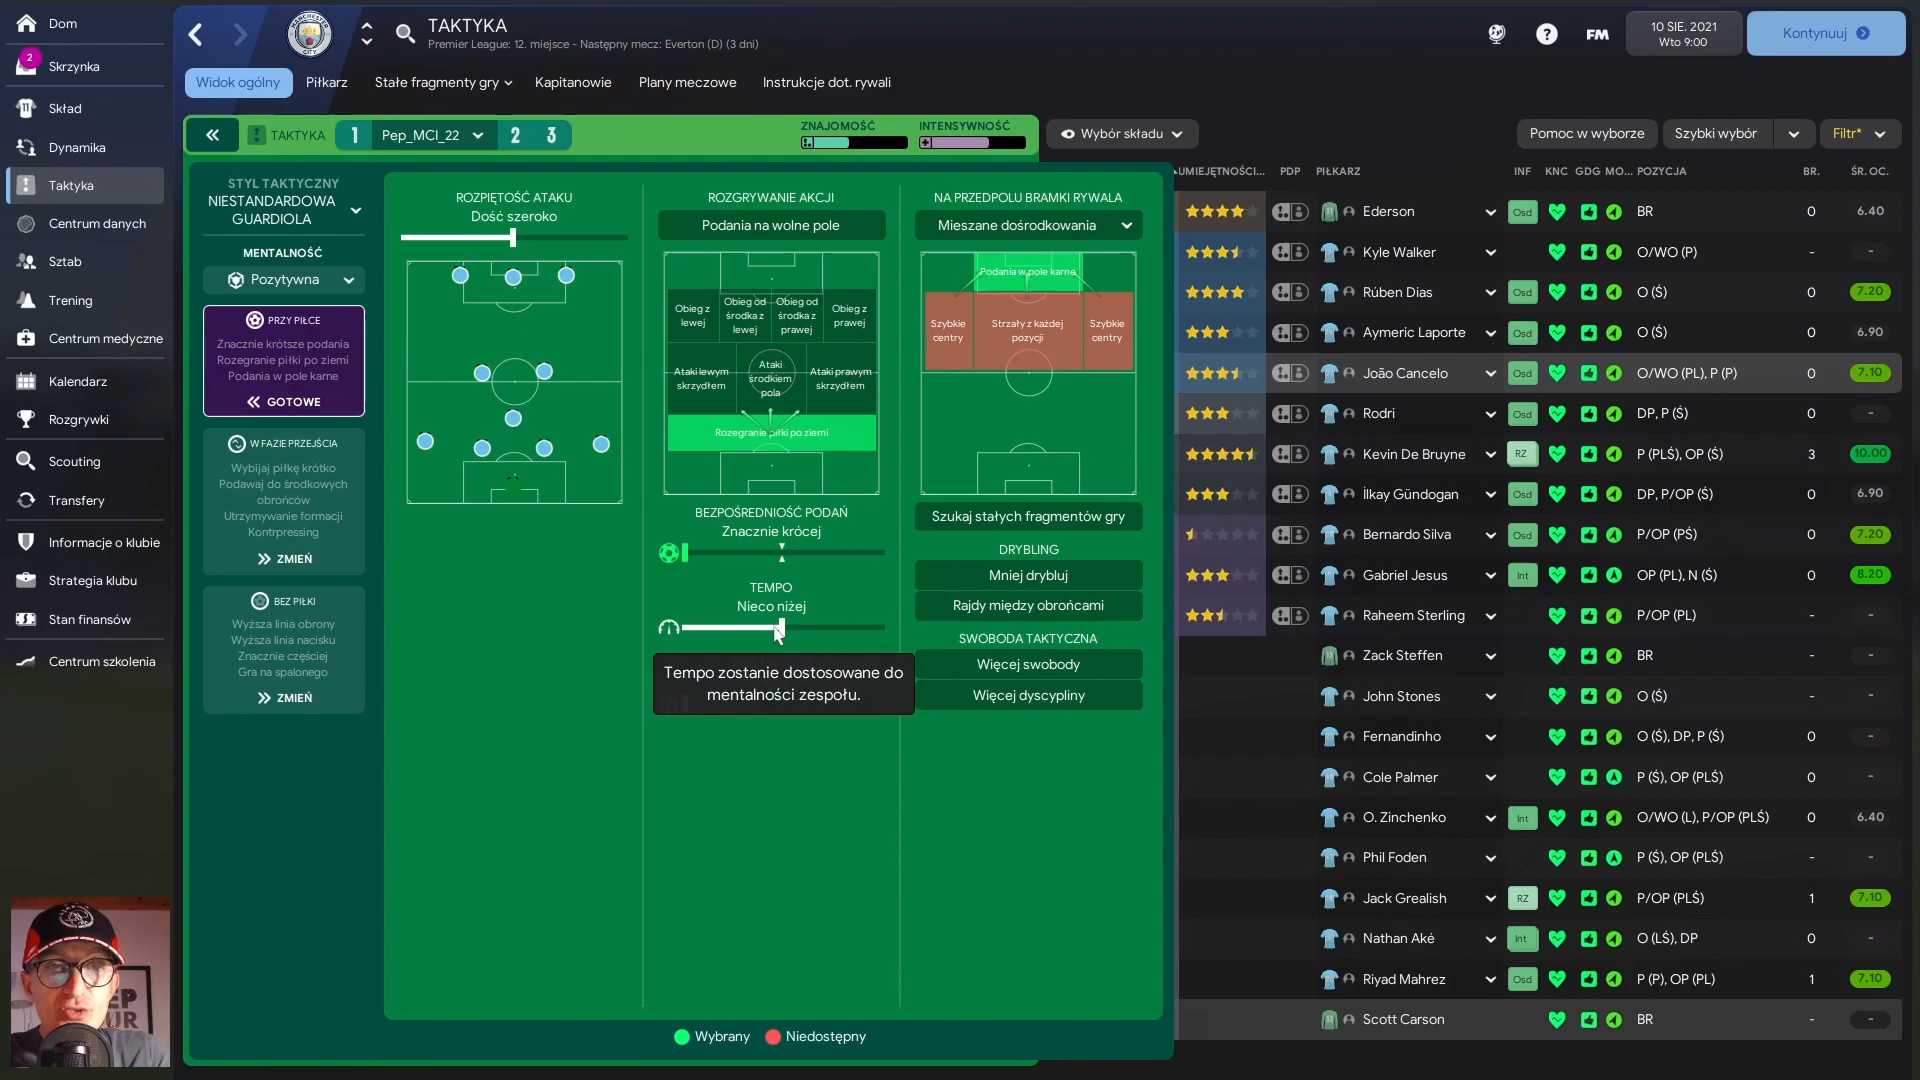 Dom
2
Skrzynka
Skład
Dynamika
Taktyka
Centrum danych
Sztab
Trening
Centrum medyczne
Kalendarz
Rozgrywki
Scouting
Transfery
Informacje o klubie
Strategia klubu
Stan finansów
Centrum szkolenia
TAKTYKA
Premier League: 12. miejsce - Następny mecz: Everton (D) (3 dni)
?
FM
10 SIE. 2021
Wto 9:00
Kontynuuj
Widok ogólny
Piłkarz
Stałe fragmenty gry
Kapitanowie
Plany meczowe
Instrukcje dot. rywali
TAKTYKA
1
Pep_MCI_22
2
3
ZNAJOMOŚĆ
INTENSYWNOŚĆ
Wybór składu
Pomoc w wyborze
Szybki wybór
Filtr*
STYL TAKTYCZNY
NIESTANDARDOWA
GUARDIOLA
MENTALNOŚĆ
Pozytywna
PRZY PIŁCE
Znacznie krótsze podania
Rozegranie piłki po ziemi
Podania w pole karne
GOTOWE
W FAZIE PRZEJŚCIA
Wybijaj piłkę krótko
Podawaj do środkowych
obrońców
Utrzymywanie formacji
Kontrpressing
ZMIEŃ
BEZ PIŁKI
Wyższa linia obrony
Wyższa linia nacisku
Znacznie częściej
Gra na spalonego
ZMIEŃ
ROZPIĘTOŚĆ ATAKU
Dość szeroko
ROZGRYWANIE AKCJI
Podania na wolne pole
Obieg z
lewej
Obieg od
środka z
lewej
Obieg od
środka z
prawej
Obieg z
prawej
Ataki lewym
skrzydłem
Ataki
środkiem
pola
Ataki prawym
skrzydłem
Rozegranie piłki po ziemi
BEZPOŚREDNIOŚĆ PODAŃ
Znacznie krócej
TEMPO
Nieco niżej
Tempo zostanie dostosowane do
mentalności zespołu.
NA PRZEDPOLU BRAMKI RYWALA
Mieszane dośrodkowania
Podania w pole karne
Szybkie
centry
Strzały z każdej
pozycji
Szybkie
centry
Szukaj stałych fragmentów gry
DRYBLING
Mniej drybluj
Rajdy między obrońcami
SWOBODA TAKTYCZNA
Więcej swobody
Więcej dyscypliny
Wybrany
Niedostępny
UMIEJĘTNOŚCI... PDP PIŁKARZ INF KNC GDG MO... POZYCJA BR. ŚR. OC.
Ederson Osd BR 0 6.40
Kyle Walker O/WO (P) - -
Rúben Dias Osd O (Ś) 0 7.20
Aymeric Laporte O (Ś) 0 6.90
João Cancelo Osd O/WO (PL), P (P) 0 7.10
Rodri Osd DP, P (Ś) 0 -
Kevin De Bruyne RZ P (PLŚ), OP (Ś) 3 10.00
İlkay Gündogan Osd DP, P/OP (Ś) 0 6.90
Bernardo Silva Osd P/OP (PŚ) 0 7.20
Gabriel Jesus Int OP (PL), N (Ś) 0 8.20
Raheem Sterling P/OP (PL) - -
Zack Steffen BR - -
John Stones O (Ś) - -
Fernandinho O (Ś), DP, P (Ś) 0 -
Cole Palmer P (Ś), OP (PLŚ) 0 -
O. Zinchenko Int O/WO (L), P/OP (PLŚ) 0 6.40
Phil Foden P (Ś), OP (PLŚ) - -
Jack Grealish RZ P/OP (PLŚ) 1 7.10
Nathan Aké Int O (LŚ), DP 0 -
Riyad Mahrez Osd P (P), OP (PL) 1 7.10
Scott Carson BR - -